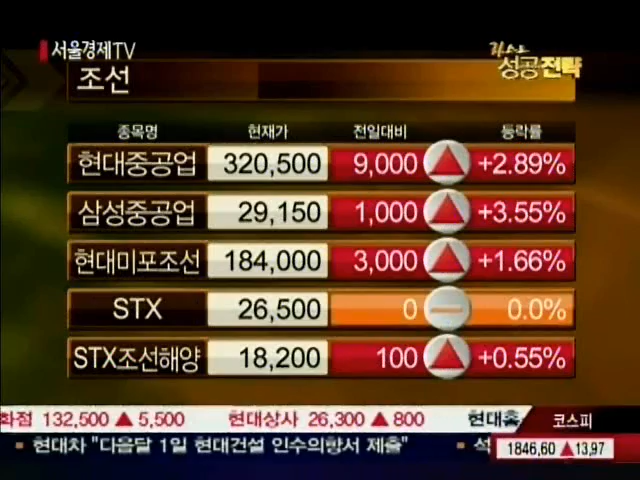 서울경제TV
성공전략
조선
종목명 현재가 전일대비 등락률
현대중공업 320,500 9,000 ▲ +2.89%
삼성중공업 29,150 1,000 ▲ +3.55%
현대미포조선 184,000 3,000 ▲ +1.66%
STX 26,500 0 − 0.0%
STX조선해양 18,200 100 ▲ +0.55%
화점 132,500 ▲ 5,500 현대상사 26,300 ▲ 800 현대홈
코스피
현대차 "다음달 1일 현대건설 인수의향서 제출" 석
1846,60 ▲13,97